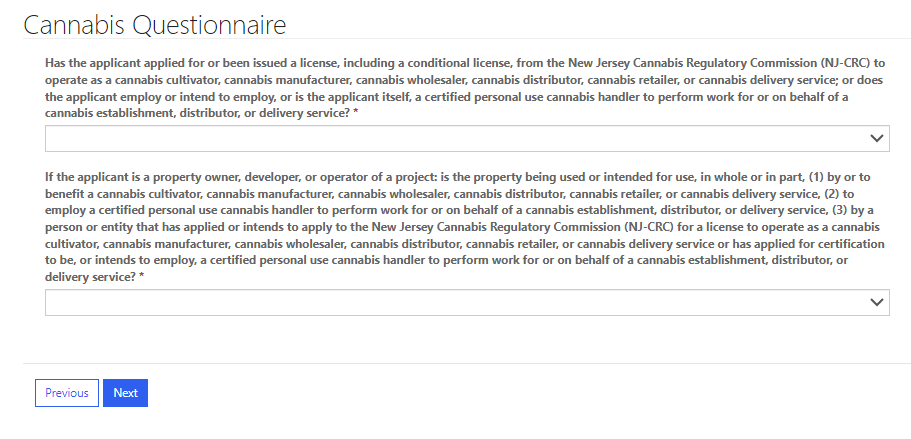 Cannabis Questionnaire
Has the applicant applied for or been issued a license, including a conditional license, from the New Jersey Cannabis Regulatory Commission (NJ-CRC) to
operate as a cannabis cultivator, cannabis manufacturer, cannabis wholesaler, cannabis distributor, cannabis retailer, or cannabis delivery service; or does
the applicant employ or intend to employ, or is the applicant itself, a certified personal use cannabis handler to perform work for or on behalf of a
cannabis establishment, distributor, or delivery service? *
If the applicant is a property owner, developer, or operator of a project: is the property being used or intended for use, in whole or in part, (1) by or to
benefit a cannabis cultivator, cannabis manufacturer, cannabis wholesaler, cannabis distributor, cannabis retailer, or cannabis delivery service, (2) to
employ a certified personal use cannabis handler to perform work for or on behalf of a cannabis establishment, distributor, or delivery service, (3) by a
person or entity that has applied or intends to apply to the New Jersey Cannabis Regulatory Commission (NJ-CRC) for a license to operate as a cannabis
cultivator, cannabis manufacturer, cannabis wholesaler, cannabis distributor, cannabis retailer, or cannabis delivery service or has applied for certification
to be, or intends to employ, a certified personal use cannabis handler to perform work for or on behalf of a cannabis establishment, distributor, or
delivery service? *
Previous Next